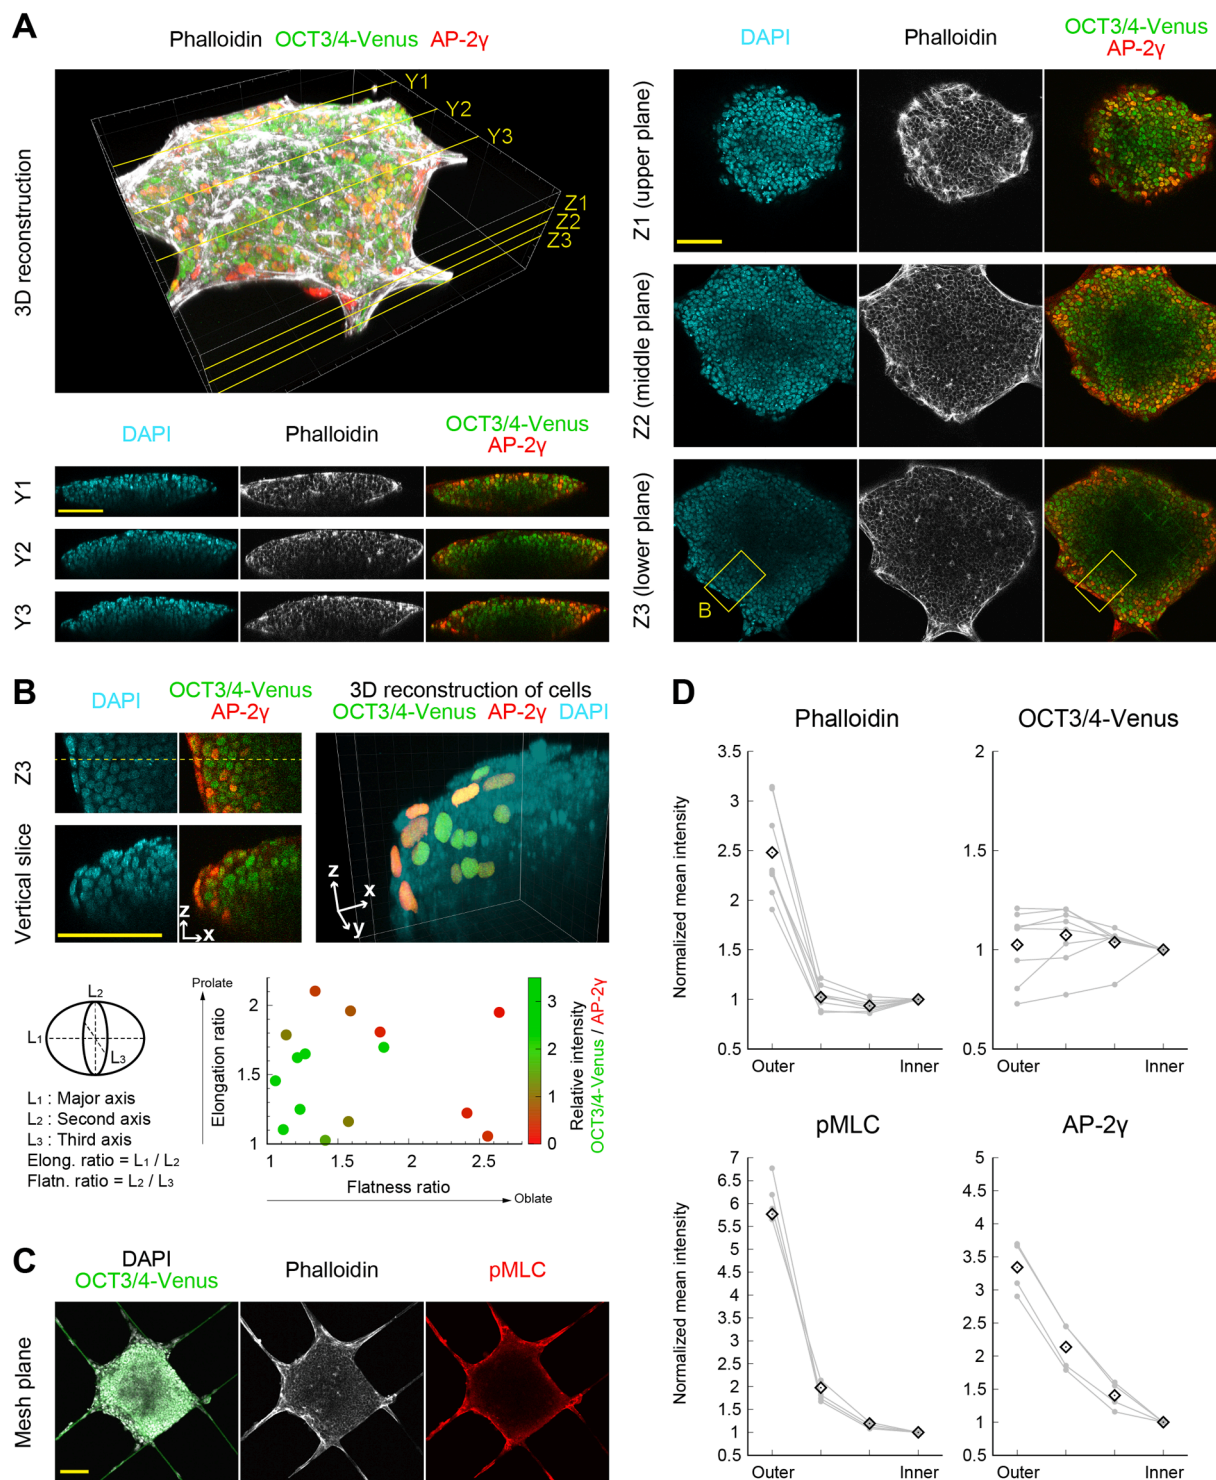 A
Phalloidin OCT3/4-Venus AP-2γ
3D reconstruction
Y1
Y2
Y3
Z1
Z2
Z3
DAPI
Phalloidin
OCT3/4-Venus
AP-2γ
Y1
Y2
Y3
DAPI
Phalloidin
OCT3/4-Venus
AP-2γ
Z1 (upper plane)
Z2 (middle plane)
Z3 (lower plane)
B
B
DAPI
OCT3/4-Venus
AP-2γ
3D reconstruction of cells
OCT3/4-Venus AP-2γ DAPI
Z3
Vertical slice
z
x
z
x
y
L₂
L₁
L₃
L₁ : Major axis
L₂ : Second axis
L₃ : Third axis
Elong. ratio = L₁ / L₂
Flatn. ratio = L₂ / L₃
Prolate
Elongation ratio
2
1.5
1
1
1.5
2
2.5
Flatness ratio
Oblate
3
2
1
0
Relative intensity
OCT3/4-Venus / AP-2γ
C
DAPI
OCT3/4-Venus
Phalloidin
pMLC
Mesh plane
D
Phalloidin
Normalized mean intensity
3.5
3
2.5
2
1.5
1
0.5
Outer
Inner
OCT3/4-Venus
2
1.5
1
0.5
Outer
Inner
pMLC
Normalized mean intensity
7
6.5
6
5.5
5
4.5
4
3.5
3
2.5
2
1.5
1
0.5
Outer
Inner
AP-2γ
5
4.5
4
3.5
3
2.5
2
1.5
1
0.5
Outer
Inner